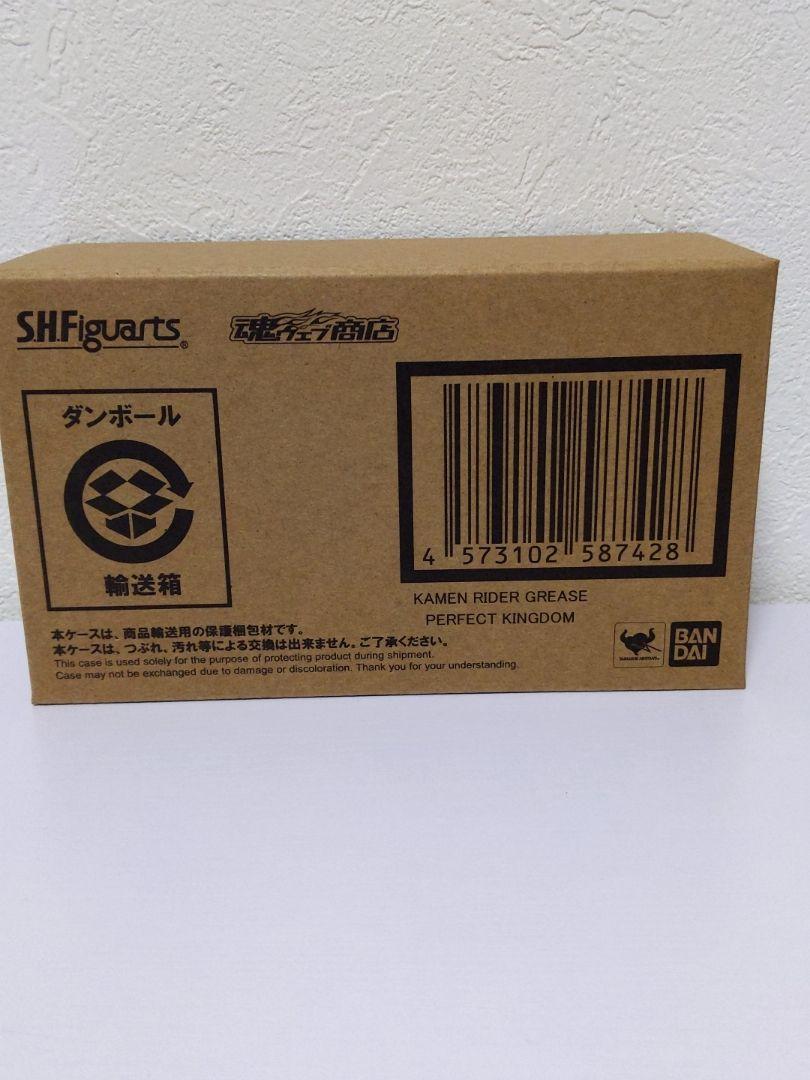 S.H.Figuarts®
魂ウェブ商店
ダンボール
輸送箱
4 573102 587428
KAMEN RIDER GREASE
PERFECT KINGDOM
本ケースは、商品輸送用の保護梱包材です。
本ケースは、つぶれ、汚れ等による交換は出来ません。ご了承ください。
This case is used solely for the purpose of protecting product during shipment.
Case may not be exchanged due to damage or discoloration. Thank you for your understanding.
BAN
DAI